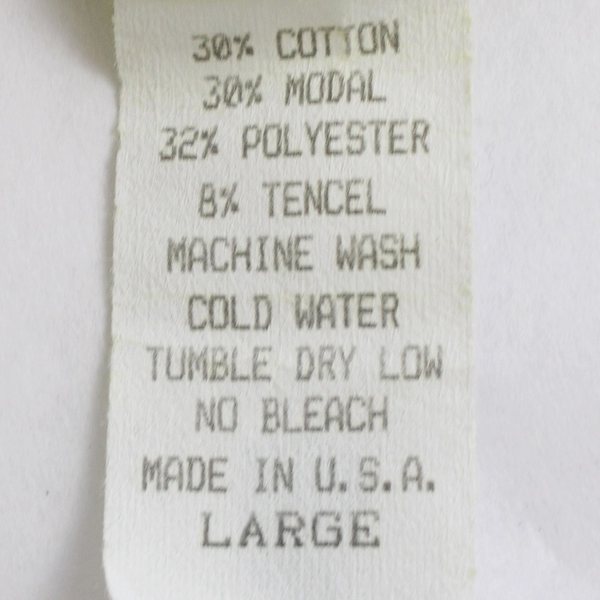 30% COTTON
30% MODAL
32% POLYESTER
8% TENCEL
MACHINE WASH
COLD WATER
TUMBLE DRY LOW
NO BLEACH
MADE IN U.S.A.
LARGE